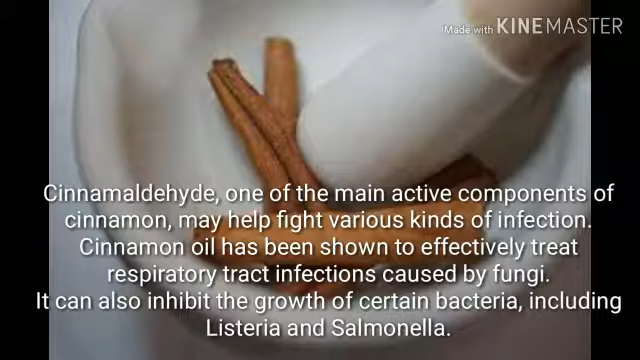 Made with KINEMASTER
Cinnamaldehyde, one of the main active components of
cinnamon, may help fight various kinds of infection.
Cinnamon oil has been shown to effectively treat
respiratory tract infections caused by fungi.
It can also inhibit the growth of certain bacteria, including
Listeria and Salmonella.